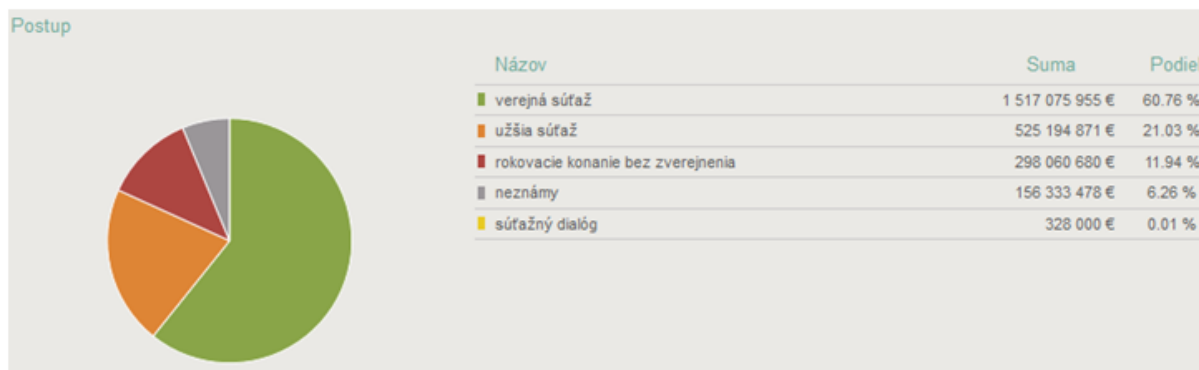 Postup
Názov Suma Podiel
verejná súťaž 1 517 075 955 € 60.76 %
užšia súťaž 525 194 871 € 21.03 %
rokovacie konanie bez zverejnenia 298 060 680 € 11.94 %
neznámy 156 333 478 € 6.26 %
súťažný dialóg 328 000 € 0.01 %